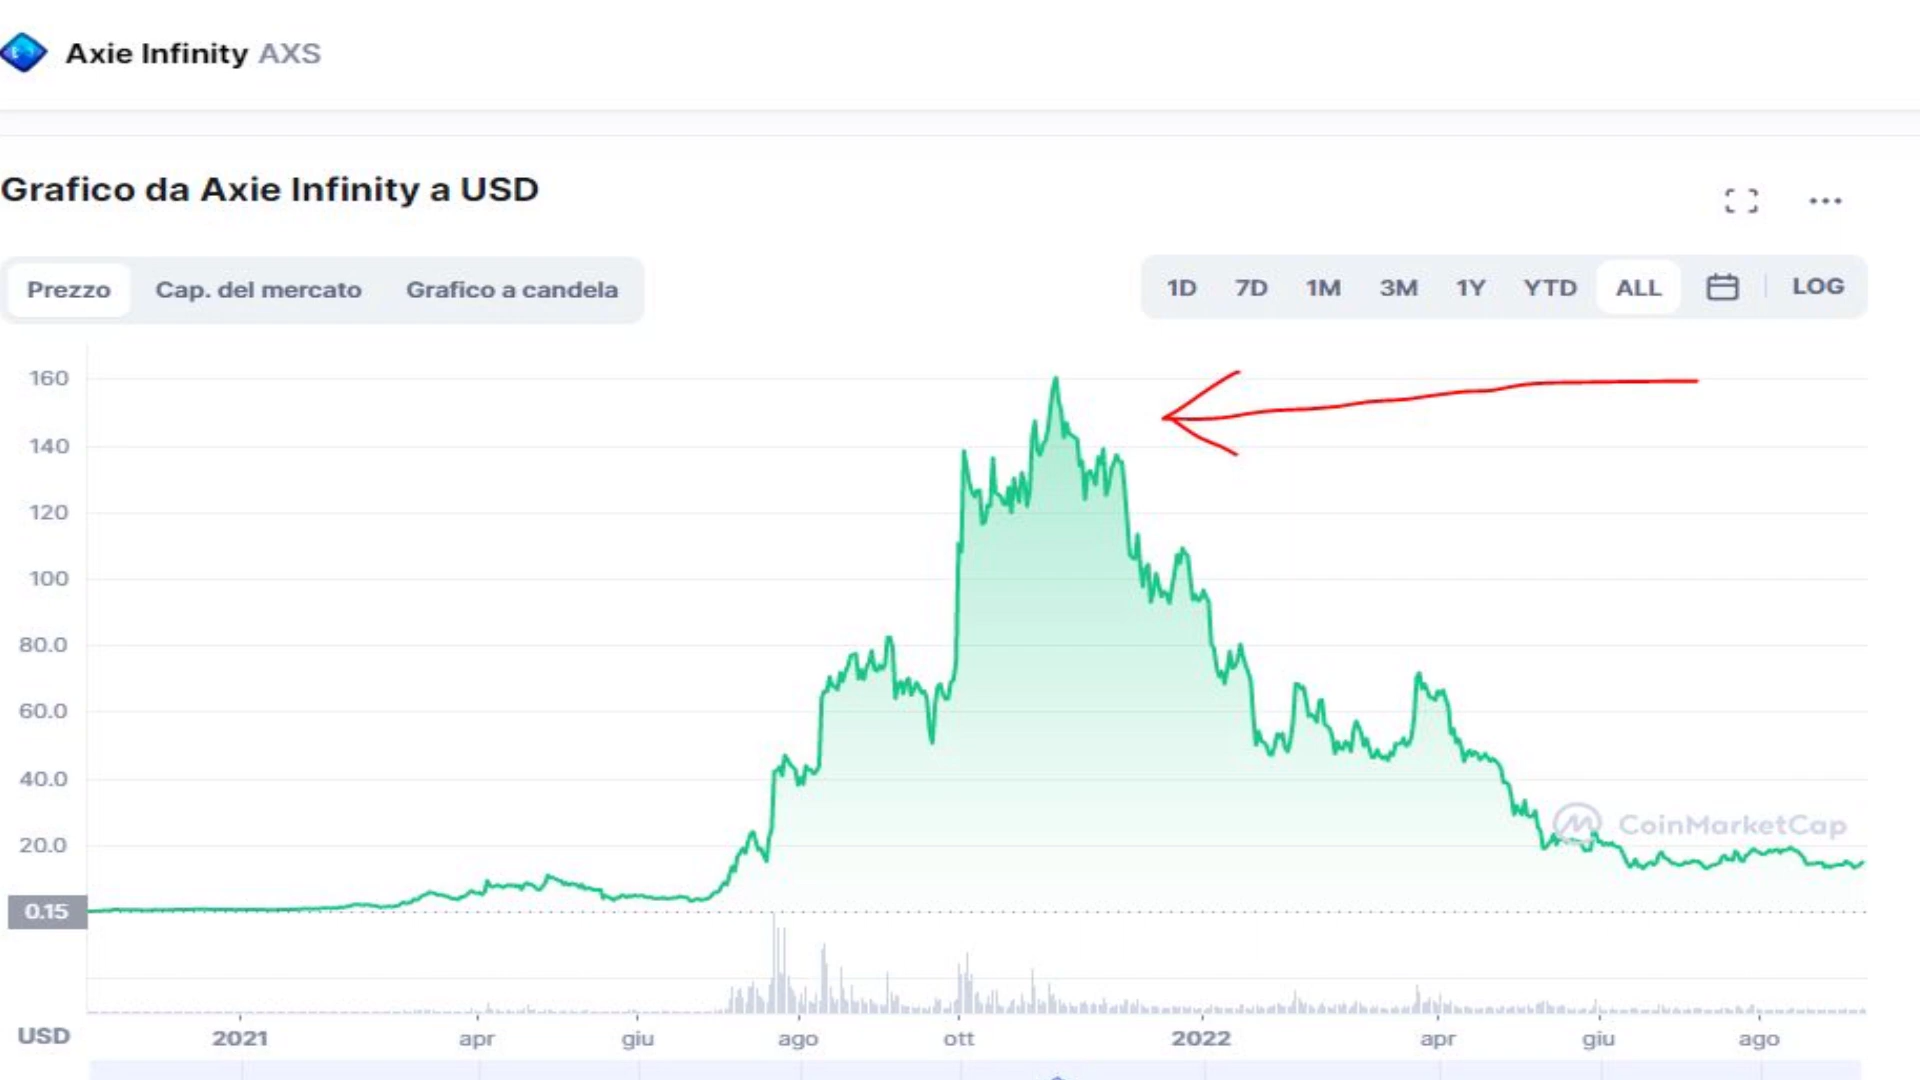 Axie Infinity AXS
Grafico da Axie Infinity a USD
Prezzo Cap. del mercato Grafico a candela 1D 7D 1M 3M 1Y YTD ALL LOG
160
140
120
100
80.0
60.0
40.0
CoinMarketCap
20.0
0.15
USD 2021 apr giu ago ott 2022 apr giu ago